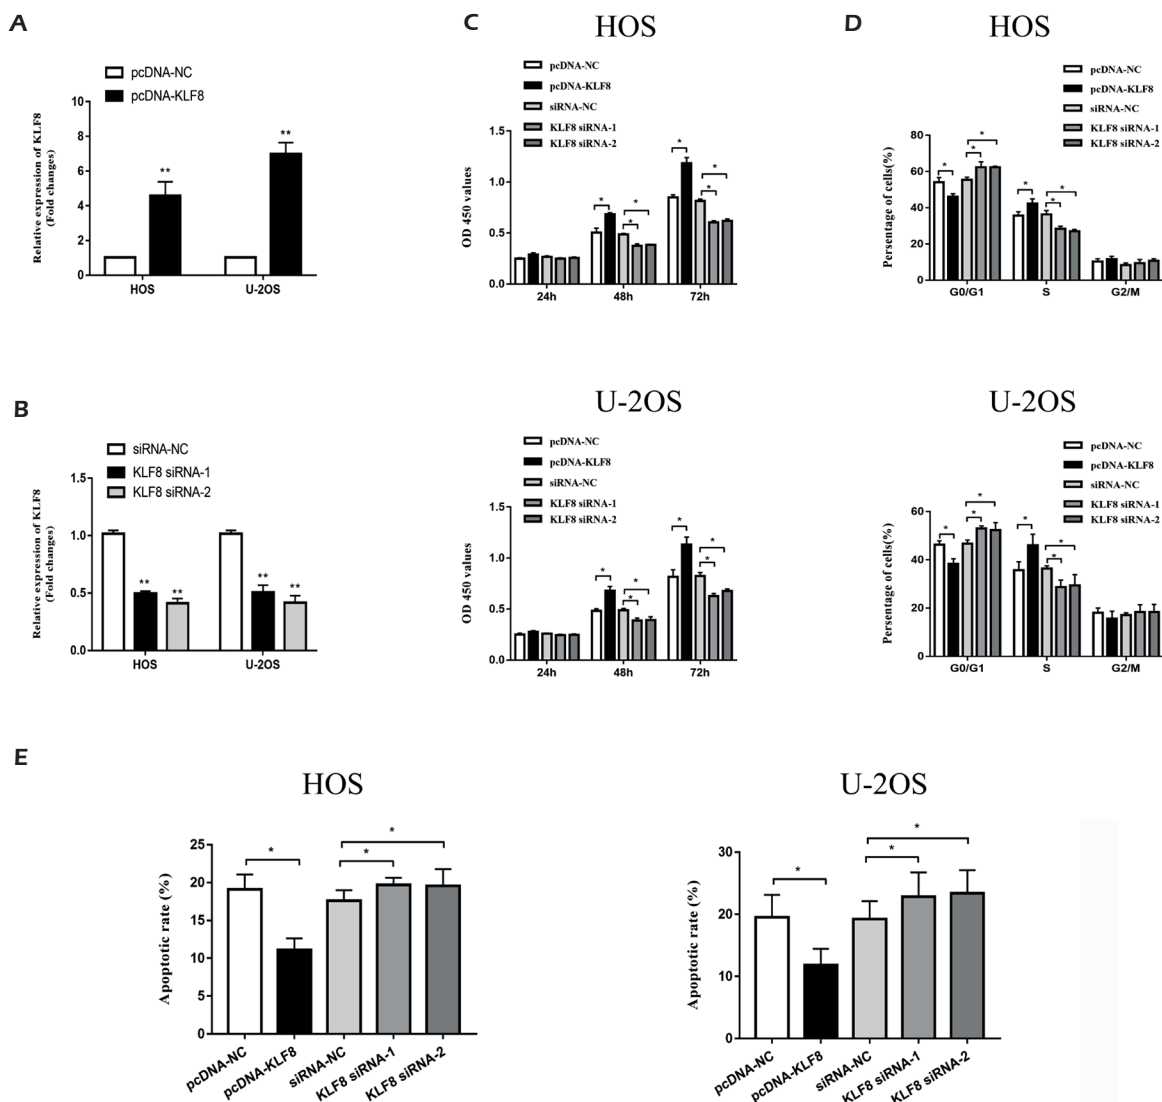 A
pcDNA-NC
pcDNA-KLF8
Relative expression of KLF8
(Fold changes)
10
8
6
4
2
0
**
**
HOS
U-2OS
B
siRNA-NC
KLF8 siRNA-1
KLF8 siRNA-2
Relative expression of KLF8
(Fold changes)
1.5
1.0
0.5
0.0
**
**
**
**
HOS
U-2OS
C
HOS
pcDNA-NC
pcDNA-KLF8
siRNA-NC
KLF8 siRNA-1
KLF8 siRNA-2
OD 450 values
1.5
1.0
0.5
0.0
*
*
*
*
*
*
24h
48h
72h
U-2OS
pcDNA-NC
pcDNA-KLF8
siRNA-NC
KLF8 siRNA-1
KLF8 siRNA-2
OD 450 values
1.5
1.0
0.5
0.0
*
*
*
*
*
*
24h
48h
72h
D
HOS
pcDNA-NC
pcDNA-KLF8
siRNA-NC
KLF8 siRNA-1
KLF8 siRNA-2
Persentage of cells(%)
80
60
40
20
0
*
*
*
*
*
*
G0/G1
S
G2/M
U-2OS
pcDNA-NC
pcDNA-KLF8
siRNA-NC
KLF8 siRNA-1
KLF8 siRNA-2
Persentage of cells(%)
60
40
20
0
*
*
*
*
*
*
G0/G1
S
G2/M
E
HOS
Apoptotic rate (%)
25
20
15
10
5
0
*
*
*
pcDNA-NC
pcDNA-KLF8
siRNA-NC
KLF8 siRNA-1
KLF8 siRNA-2
U-2OS
Apoptotic rate (%)
30
20
10
0
*
*
*
pcDNA-NC
pcDNA-KLF8
siRNA-NC
KLF8 siRNA-1
KLF8 siRNA-2